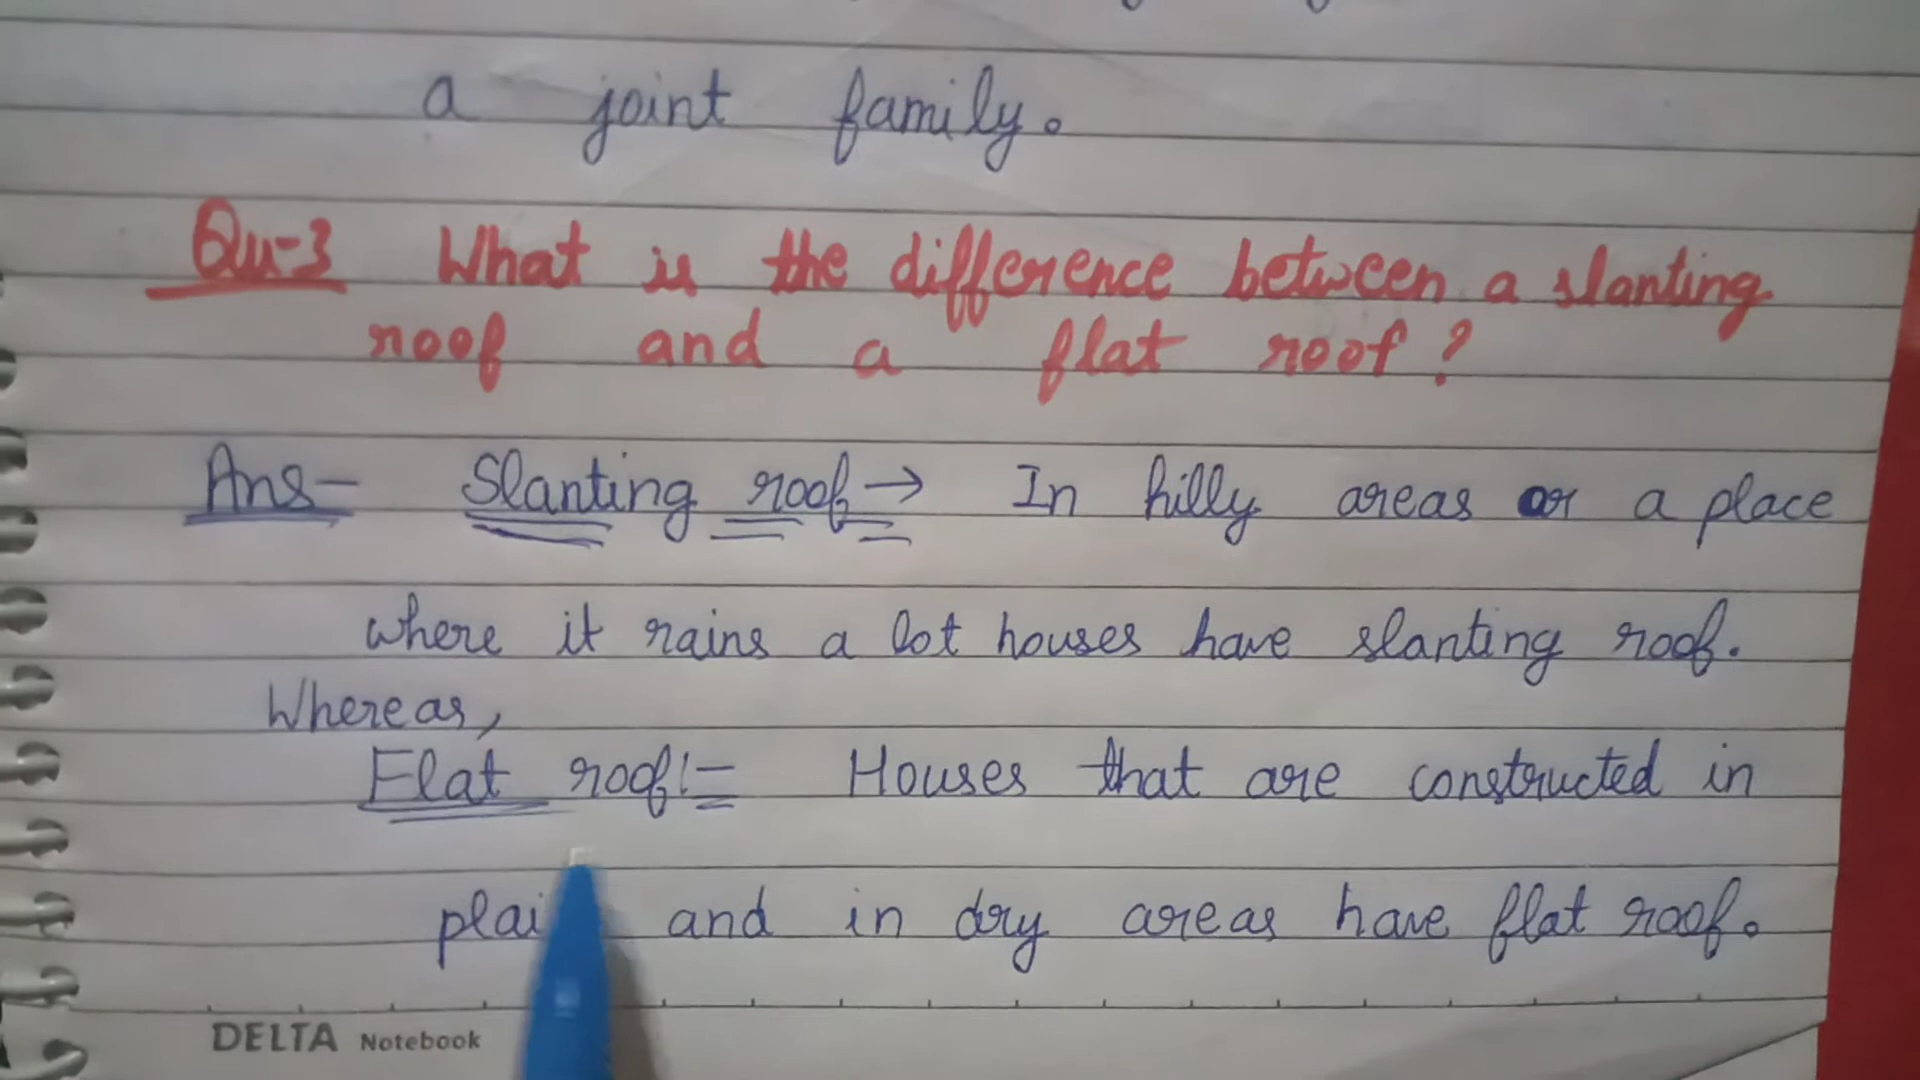 a joint family.
Qu-3 What is the difference between a slanting
roof and a flat roof?
Ans- Slanting roof → In hilly areas or a place
where it rains a lot houses have slanting roof.
Whereas,
Flat roof:- Houses that are constructed in
and in dry areas have flat roof.
DELTA Notebook